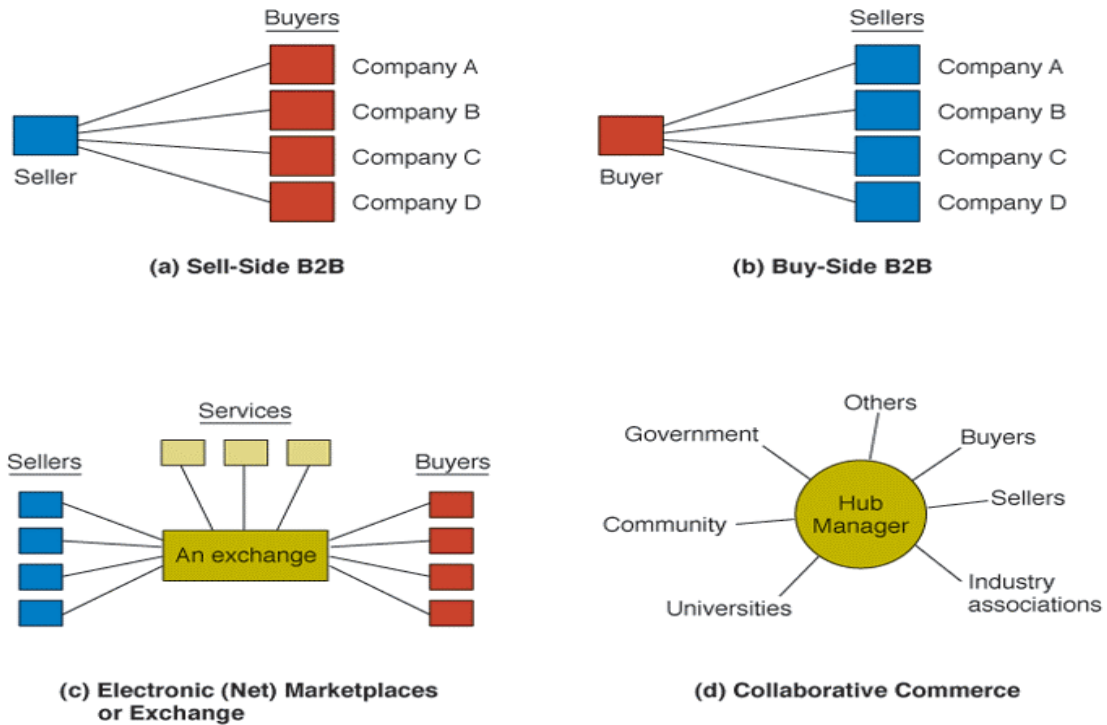 Buyers
Company A
Company B
Company C
Company D
Seller
(a) Sell-Side B2B
Sellers
Company A
Company B
Company C
Company D
Buyer
(b) Buy-Side B2B
Services
Sellers
Buyers
An exchange
(c) Electronic (Net) Marketplaces
or Exchange
Others
Government
Buyers
Hub
Manager
Sellers
Community
Universities
Industry
associations
(d) Collaborative Commerce